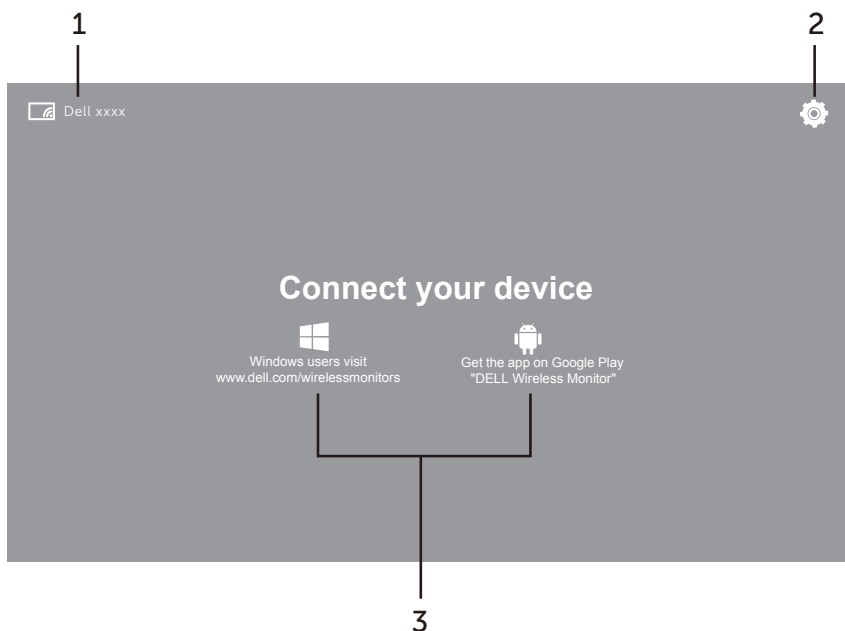 1
2
Dell xxxx
Connect your device
Windows users visit
www.dell.com/wirelessmonitors
Get the app on Google Play
"DELL Wireless Monitor"
3